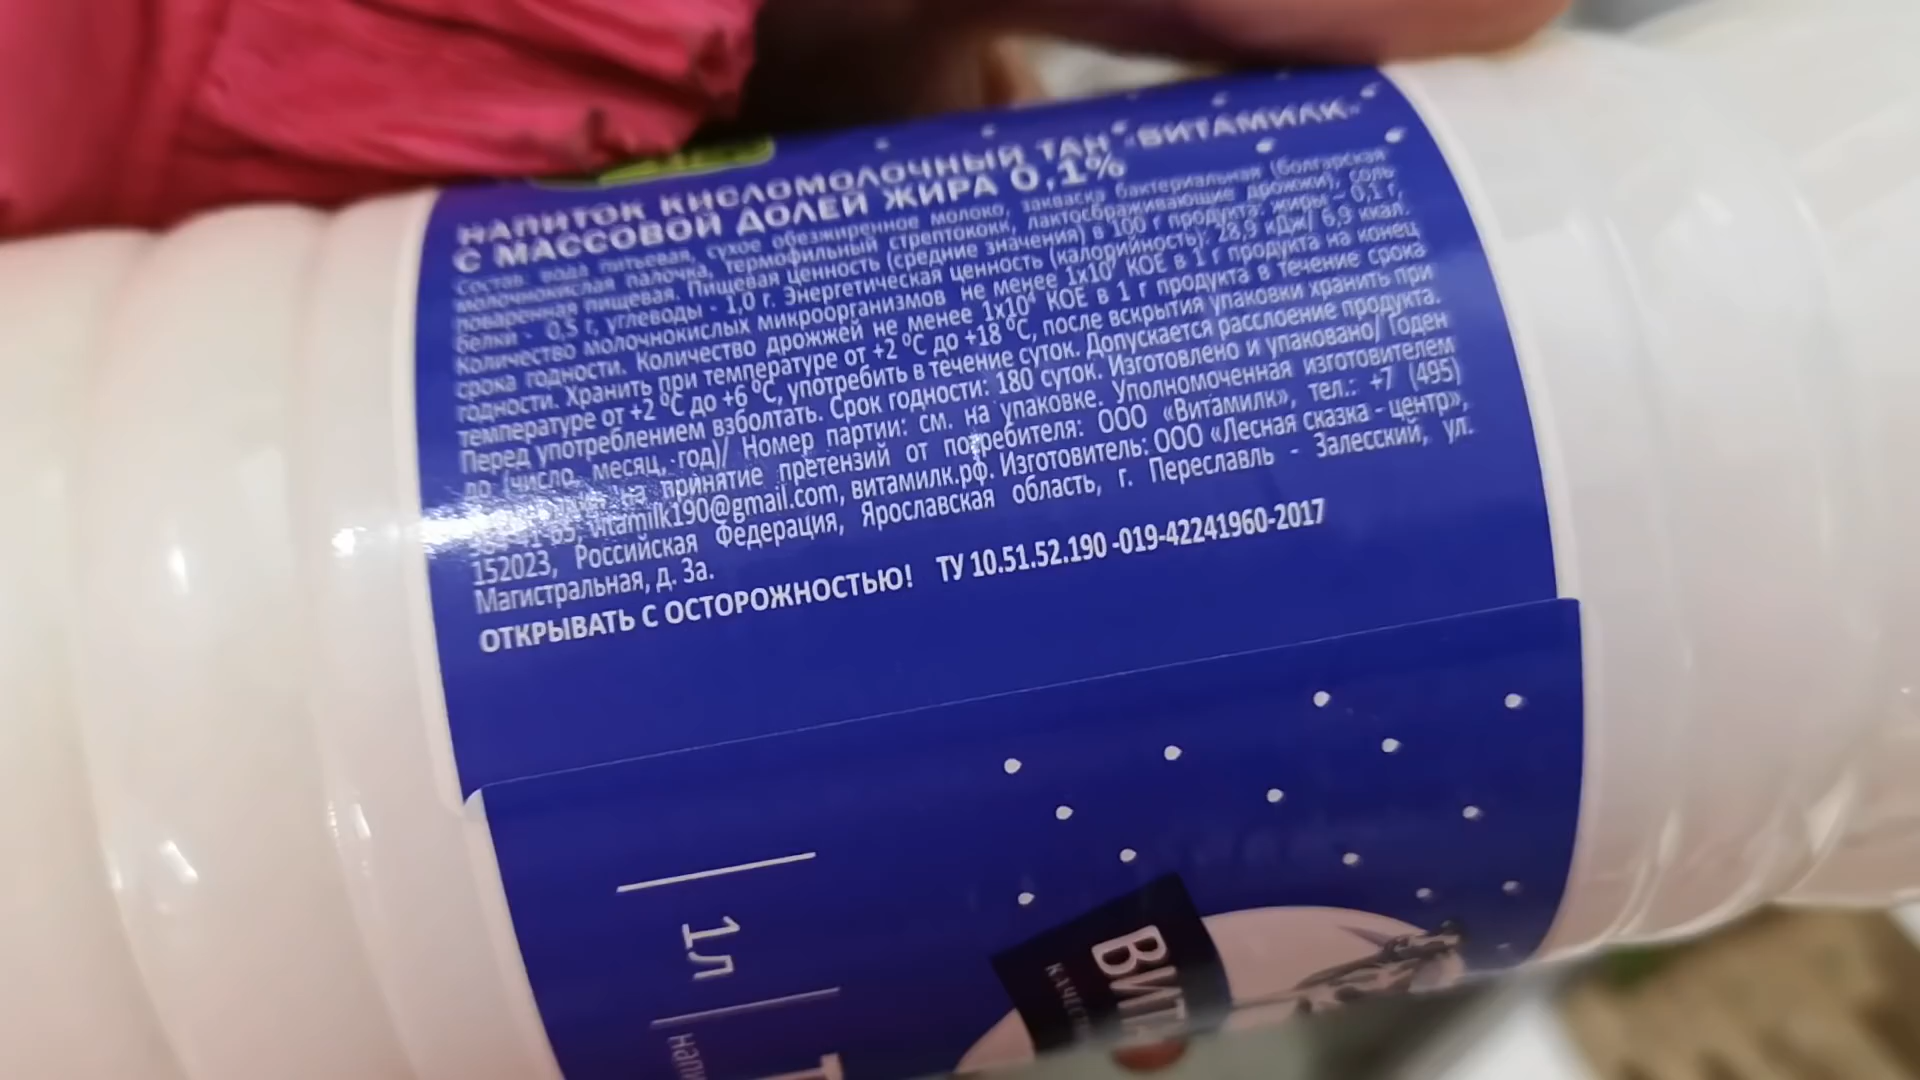 НАПИТОК КИСЛОМОЛОЧНЫЙ ТАН «ВИТАМИЛК»
С МАССОВОЙ ДОЛЕЙ ЖИРА 0,1%
Состав: вода питьевая, сухое обезжиренное молоко, закваска бактериальная (болгарская
молочнокислая палочка, термофильный стрептококк, лактосбраживающие дрожжи), соль
поваренная пищевая. Пищевая ценность (средние значения) в 100 г продукта: жиры – 0,1 г,
белки - 0,5 г, углеводы - 1,0 г. Энергетическая ценность (калорийность): 28,9 кДж/ 6,9 ккал.
Количество молочнокислых микроорганизмов не менее 1х10⁷ КОЕ в 1 г продукта на конец
срока годности. Количество дрожжей не менее 1х10⁴ КОЕ в 1 г продукта в течение срока
годности. Хранить при температуре от +2 ⁰С до +18 ⁰С, после вскрытия упаковки хранить при
температуре от +2 ⁰С до +6 ⁰С, употребить в течение суток. Допускается расслоение продукта.
Перед употреблением взболтать. Срок годности: 180 суток. Изготовлено и упаковано/ Годен
до (число, месяц, год)/ Номер партии: см. на упаковке. Уполномоченная изготовителем
на принятие претензий от потребителя: ООО «Витамилк», тел.: +7 (495)
vitamilk190@gmail.com, витамилк.рф. Изготовитель: ООО «Лесная сказка - центр»,
152023, Российская Федерация, Ярославская область, г. Переславль - Залесский, ул.
Магистральная, д. 3а.
ОТКРЫВАТЬ С ОСТОРОЖНОСТЬЮ! ТУ 10.51.52.190 -019-42241960-2017
1л
ВИТ